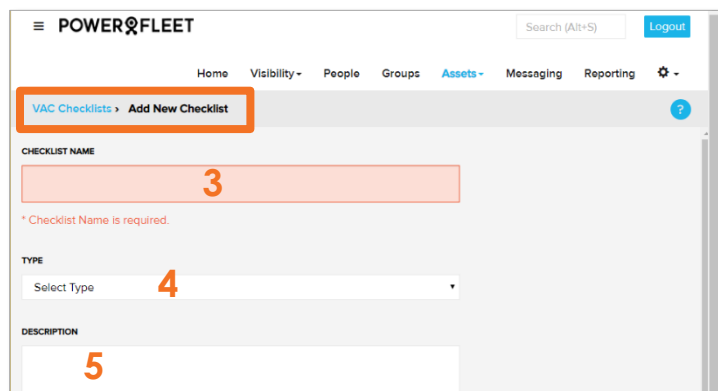 ≡ POWERFLEET Search (Alt+S) Logout
Home Visibility People Groups Assets Messaging Reporting
VAC Checklists › Add New Checklist ?
CHECKLIST NAME
3
* Checklist Name is required.
TYPE
Select Type 4
DESCRIPTION
5